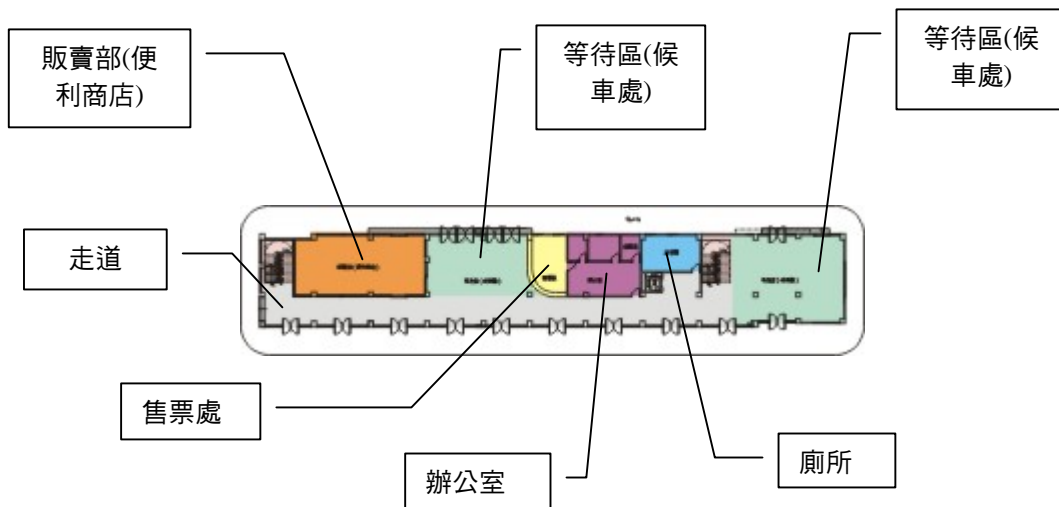 販賣部(便
利商店)
等待區(候
車處)
等待區(候
車處)
走道
售票處
辦公室
廁所